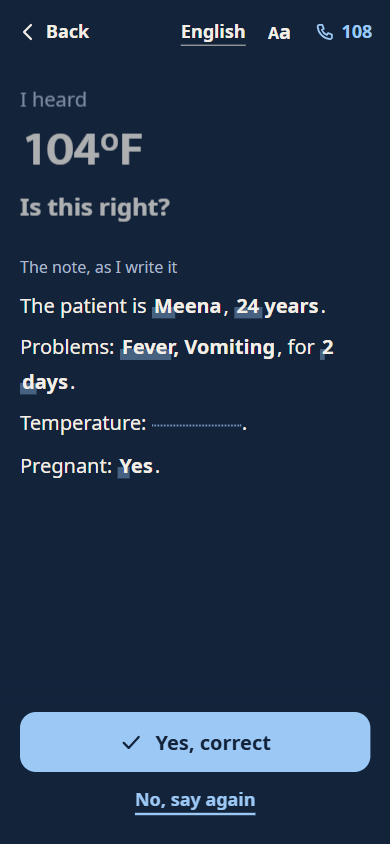 Back English Aa 108
I heard
104°F
Is this right?
The note, as I write it
The patient is Meena, 24 years.
Problems: Fever, Vomiting, for 2
days.
Temperature: .
Pregnant: Yes.
Yes, correct
No, say again